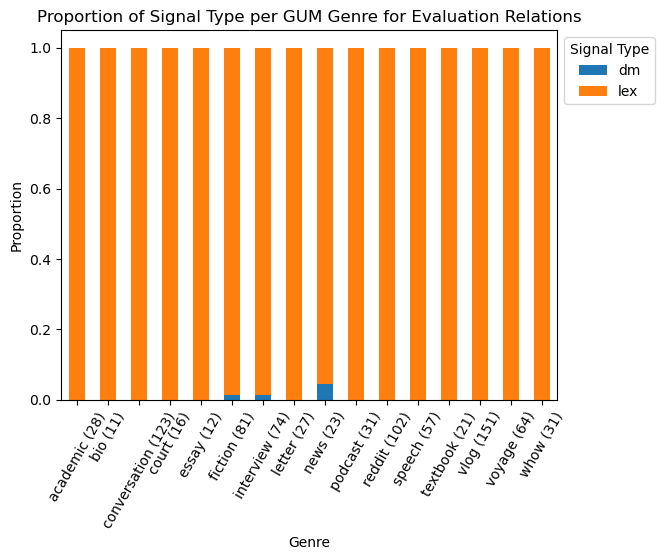 Proportion of Signal Type per GUM Genre for Evaluation Relations
Signal Type
dm
lex
1.0
0.8
0.6
0.4
0.2
0.0
Proportion
academic (28)
bio (11)
conversation (123)
court (16)
essay (12)
fiction (81)
interview (74)
letter (27)
news (23)
podcast (31)
reddit (102)
speech (57)
textbook (21)
vlog (151)
voyage (64)
whow (31)
Genre